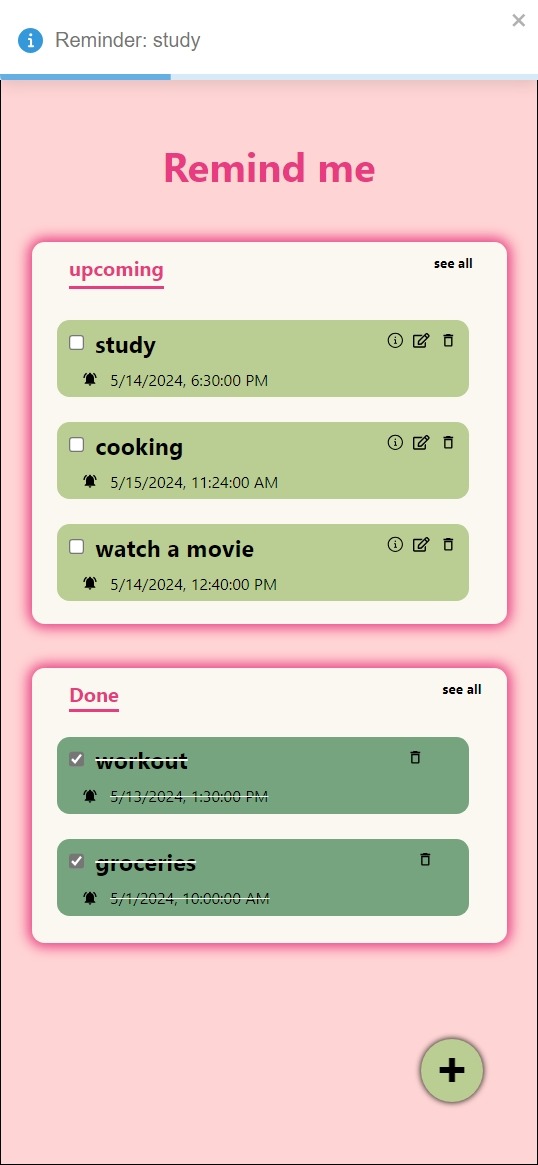 Reminder: study
Remind me
upcoming
see all
study
5/14/2024, 6:30:00 PM
cooking
5/15/2024, 11:24:00 AM
watch a movie
5/14/2024, 12:40:00 PM
Done
see all
workout
5/13/2024, 1:30:00 PM
groceries
5/1/2024, 10:00:00 AM